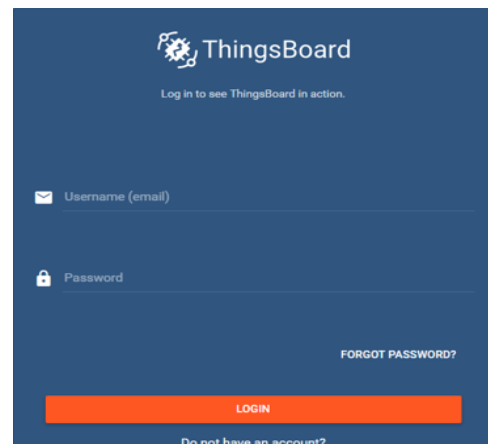 ThingsBoard
Log in to see ThingsBoard in action.
Username (email)
Password
FORGOT PASSWORD?
LOGIN
Do not have an account?